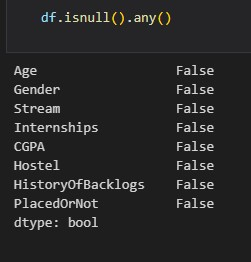 df.isnull().any()
Age False
Gender False
Stream False
Internships False
CGPA False
Hostel False
HistoryOfBacklogs False
PlacedOrNot False
dtype: bool